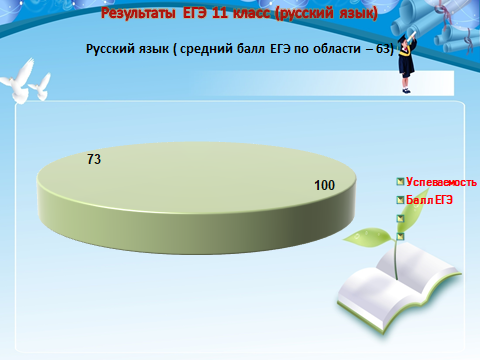 Результаты ЕГЭ 11 класс (русский язык)
Русский язык ( средний балл ЕГЭ по области – 63)
73
100
Успеваемость
Балл ЕГЭ